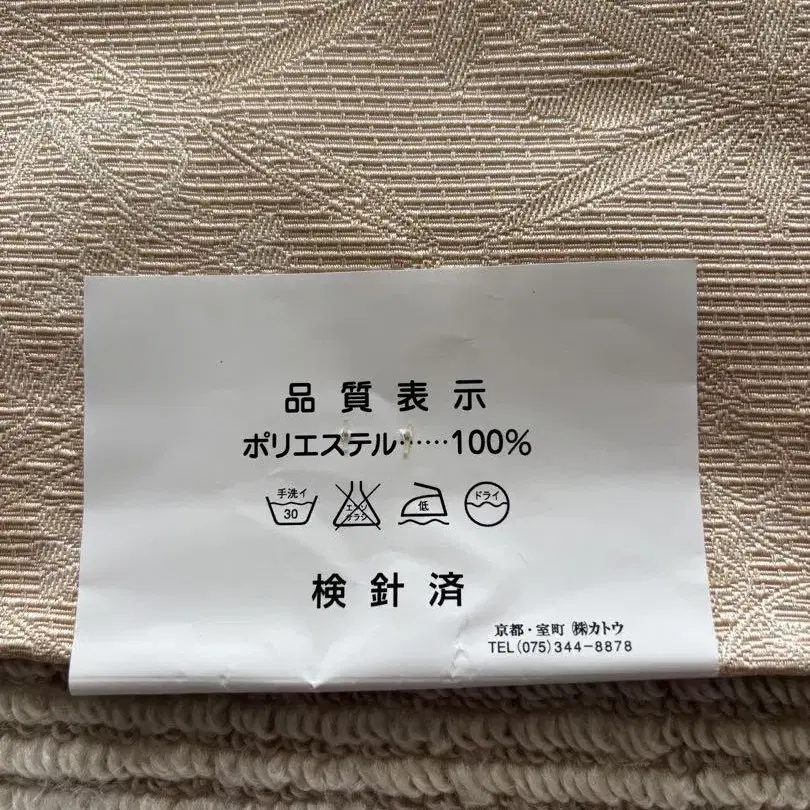 品質表示
ポリエステル……100%
手洗イ 30 エンソ サラシ 低 ドライ
検針済
京都・室町 ㈱カトウ
TEL(075)344-8878